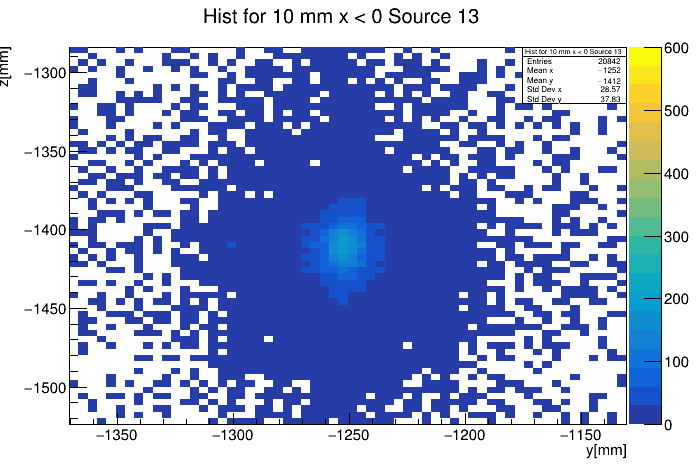 Hist for 10 mm x < 0 Source 13
z[mm]
Hist for 10 mm x < 0 Source 13
Entries 20842
Mean x −1252
Mean y −1412
Std Dev x 28.57
Std Dev y 37.83
−1300
−1350
−1400
−1450
−1500
−1350 −1300 −1250 −1200 −1150
y[mm]
600
500
400
300
200
100
0